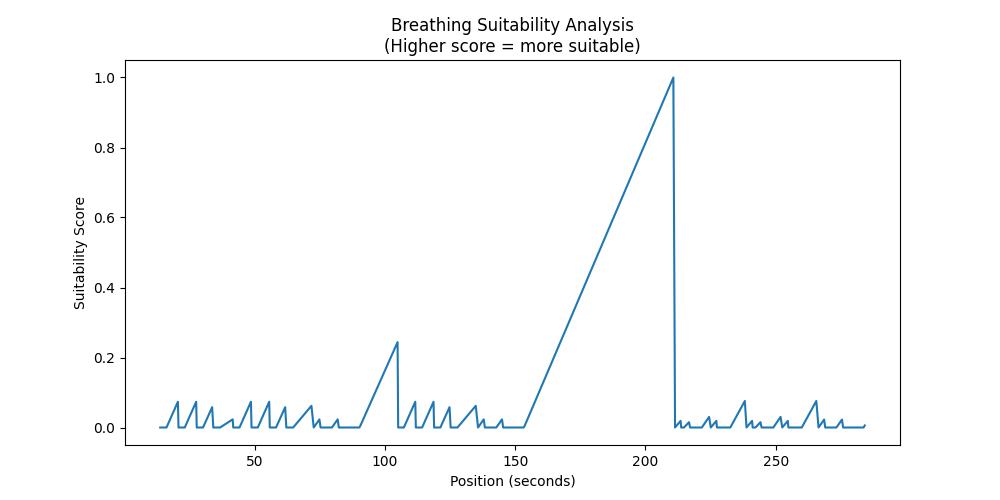 Breathing Suitability Analysis
(Higher score = more suitable)
1.0
0.8
0.6
0.4
0.2
0.0
Suitability Score
50
100
150
200
250
Position (seconds)